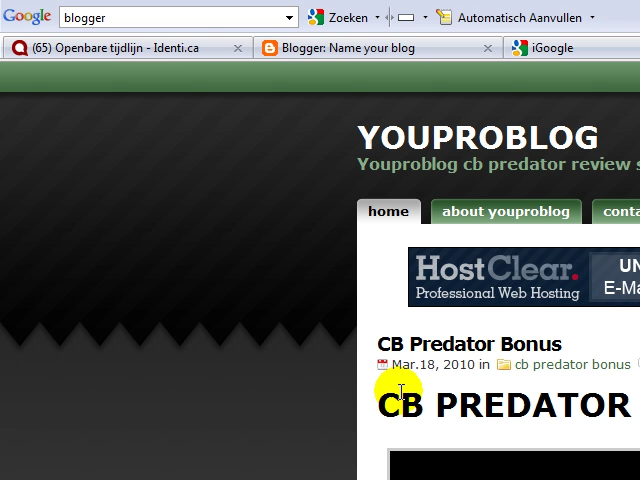 Google blogger Zoeken Automatisch Aanvullen
(65) Openbare tijdlijn - Identi.ca Blogger: Name your blog iGoogle
YOUPROBLOG
Youproblog cb predator review s
home about youproblog conta
HostClear. UN
Professional Web Hosting E-Ma
CB Predator Bonus
Mar.18, 2010 in cb predator bonus
CB PREDATOR